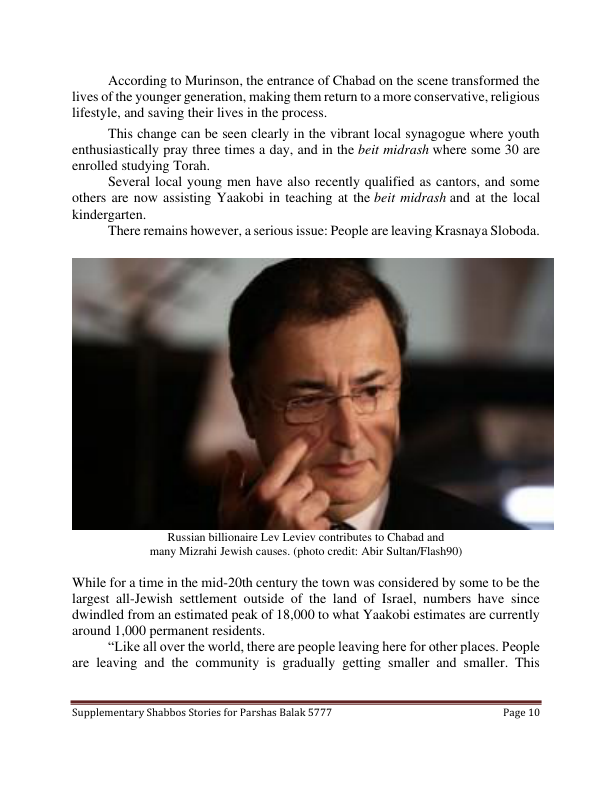 According to Murinson, the entrance of Chabad on the scene transformed the
lives of the younger generation, making them return to a more conservative, religious
lifestyle, and saving their lives in the process.
This change can be seen clearly in the vibrant local synagogue where youth
enthusiastically pray three times a day, and in the beit midrash where some 30 are
enrolled studying Torah.
Several local young men have also recently qualified as cantors, and some
others are now assisting Yaakobi in teaching at the beit midrash and at the local
kindergarten.
There remains however, a serious issue: People are leaving Krasnaya Sloboda.
Russian billionaire Lev Leviev contributes to Chabad and
many Mizrahi Jewish causes. (photo credit: Abir Sultan/Flash90)
While for a time in the mid-20th century the town was considered by some to be the
largest all-Jewish settlement outside of the land of Israel, numbers have since
dwindled from an estimated peak of 18,000 to what Yaakobi estimates are currently
around 1,000 permanent residents.
“Like all over the world, there are people leaving here for other places. People
are leaving and the community is gradually getting smaller and smaller. This
Supplementary Shabbos Stories for Parshas Balak 5777 Page 10